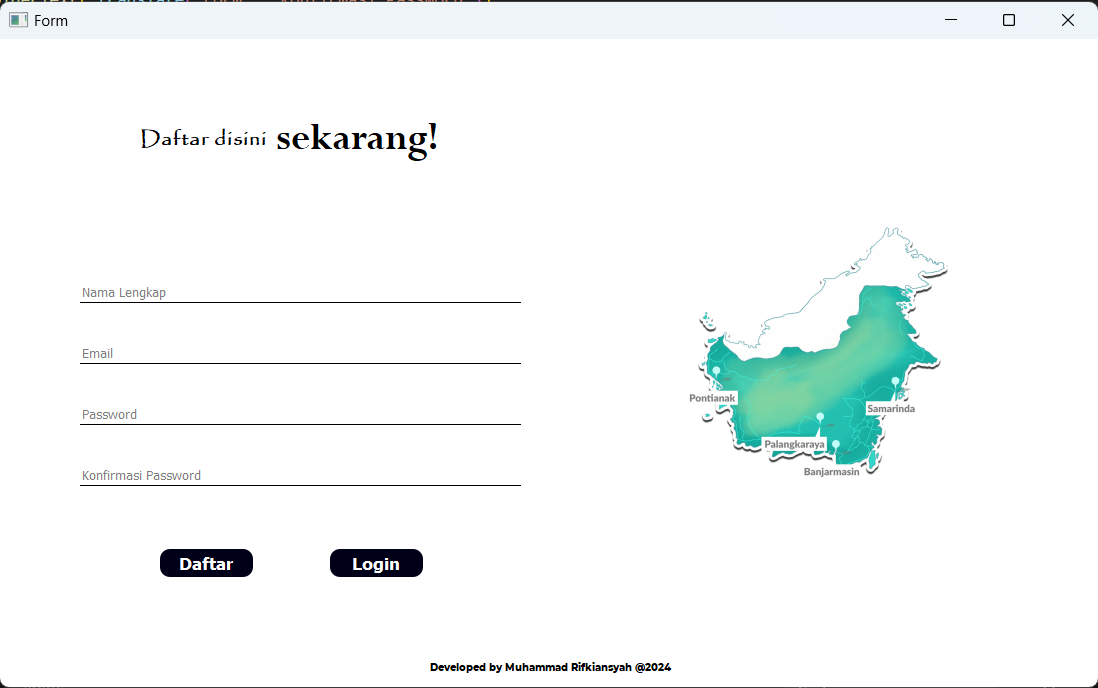 Form
Daftar disini sekarang!
Nama Lengkap
Email
Password
Konfirmasi Password
Daftar
Login
Pontianak
Samarinda
Palangkaraya
Banjarmasin
Developed by Muhammad Rifkiansyah @2024